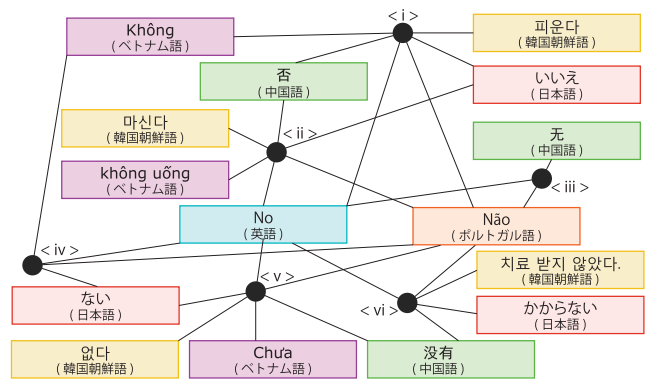 < i >
Không
( ベトナム語 )
피운다
( 韓国朝鮮語 )
否
( 中国語 )
いいえ
( 日本語 )
마신다
( 韓国朝鮮語 )
< ii >
无
( 中国語 )
không uống
( ベトナム語 )
< iii >
No
( 英語 )
Não
( ポルトガル語 )
< iv >
< v >
치료 받지 않았다.
( 韓国朝鮮語 )
ない
( 日本語 )
< vi >
かからない
( 日本語 )
없다
( 韓国朝鮮語 )
Chưa
( ベトナム語 )
没有
( 中国語 )